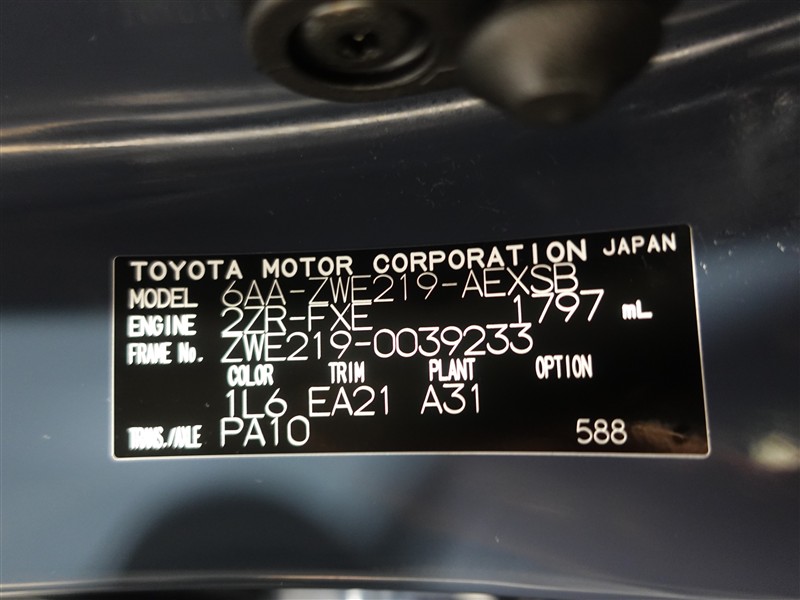 TOYOTA MOTOR CORPORATION JAPAN
MODEL 6AA-ZWE219-AEXSB
ENGINE 2ZR-FXE 1797 mL
FRAME No. ZWE219-0039233
COLOR TRIM PLANT OPTION
1L6 EA21 A31
TRANS./AXLE PA10 588